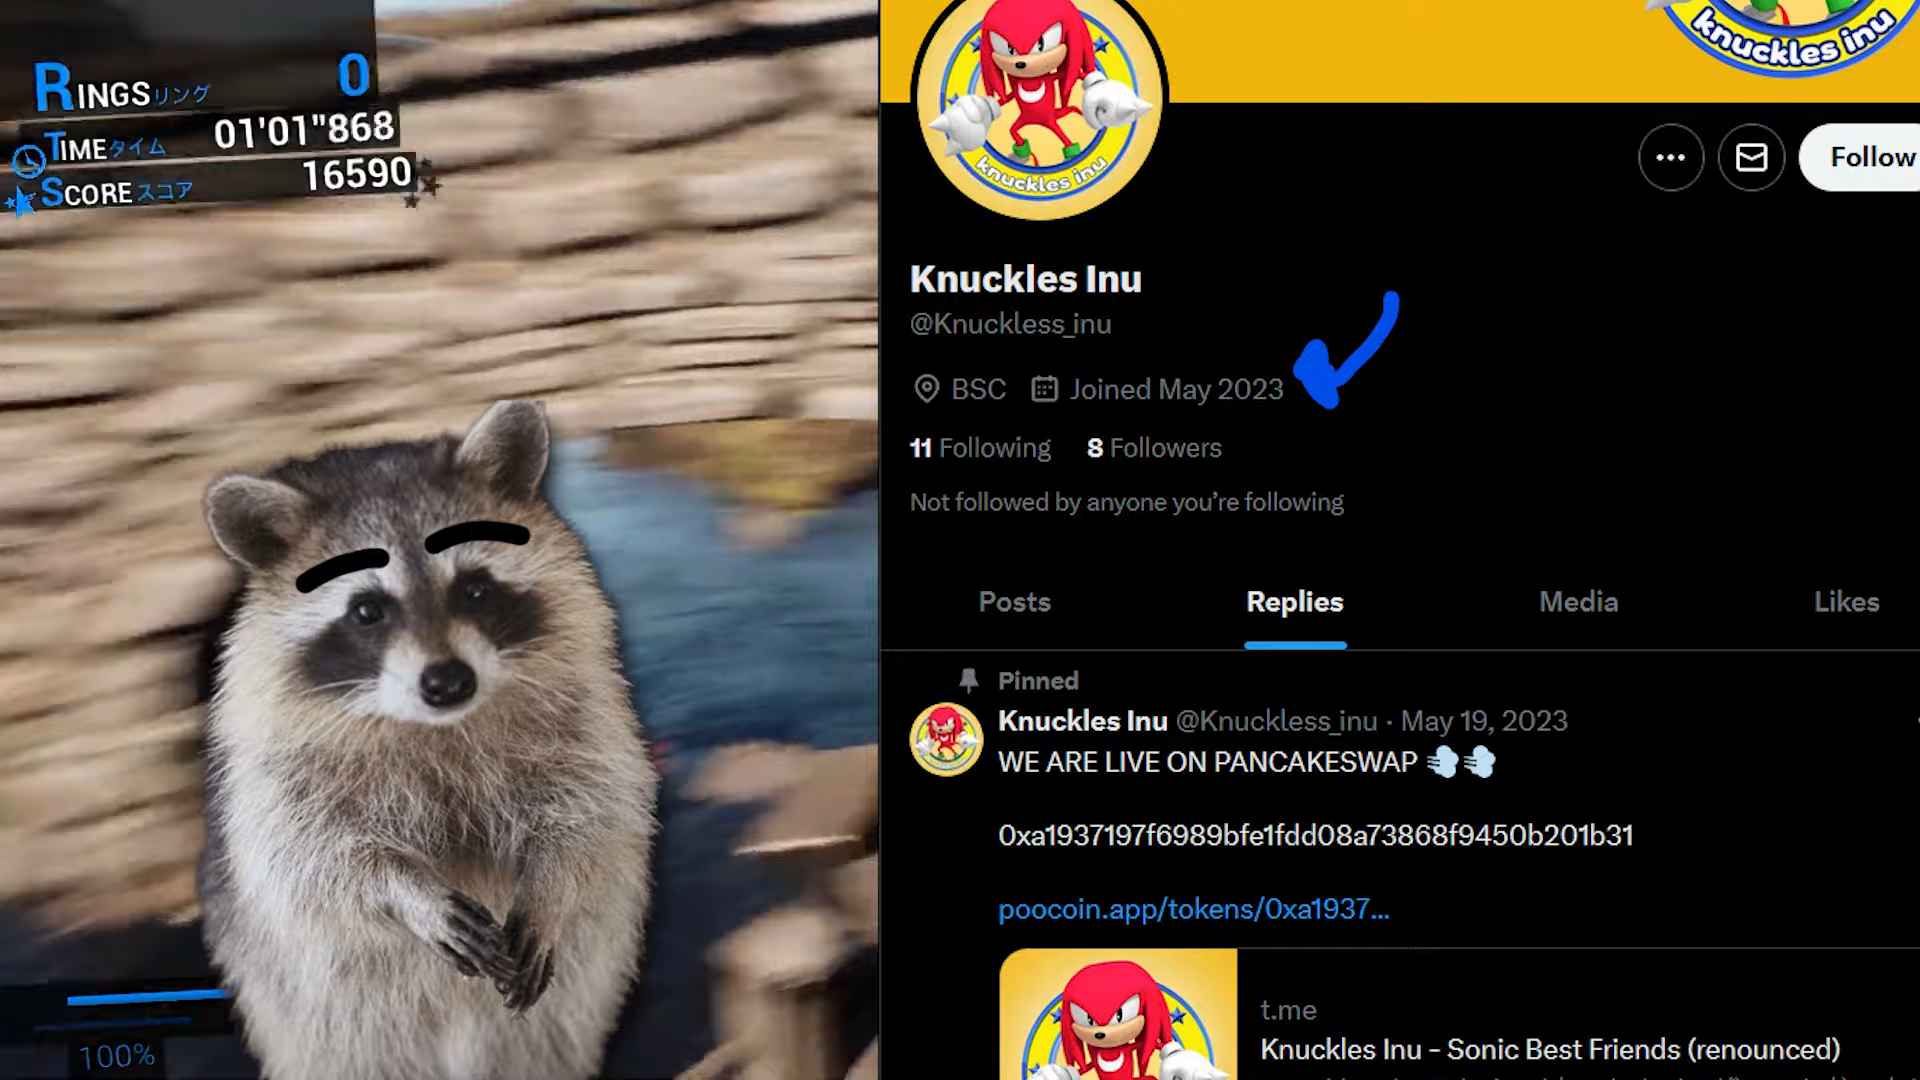 RINGSリング 0
TIMEタイム 01'01"868
SCOREスコア 16590
100%
knuckles inu
knuckles inu
Follow
Knuckles Inu
@Knuckless_inu
BSC Joined May 2023
11 Following 8 Followers
Not followed by anyone you’re following
Posts Replies Media Likes
Pinned
Knuckles Inu @Knuckless_inu · May 19, 2023
WE ARE LIVE ON PANCAKESWAP
0xa1937197f6989bfe1fdd08a73868f9450b201b31
poocoin.app/tokens/0xa1937...
t.me
Knuckles Inu - Sonic Best Friends (renounced)